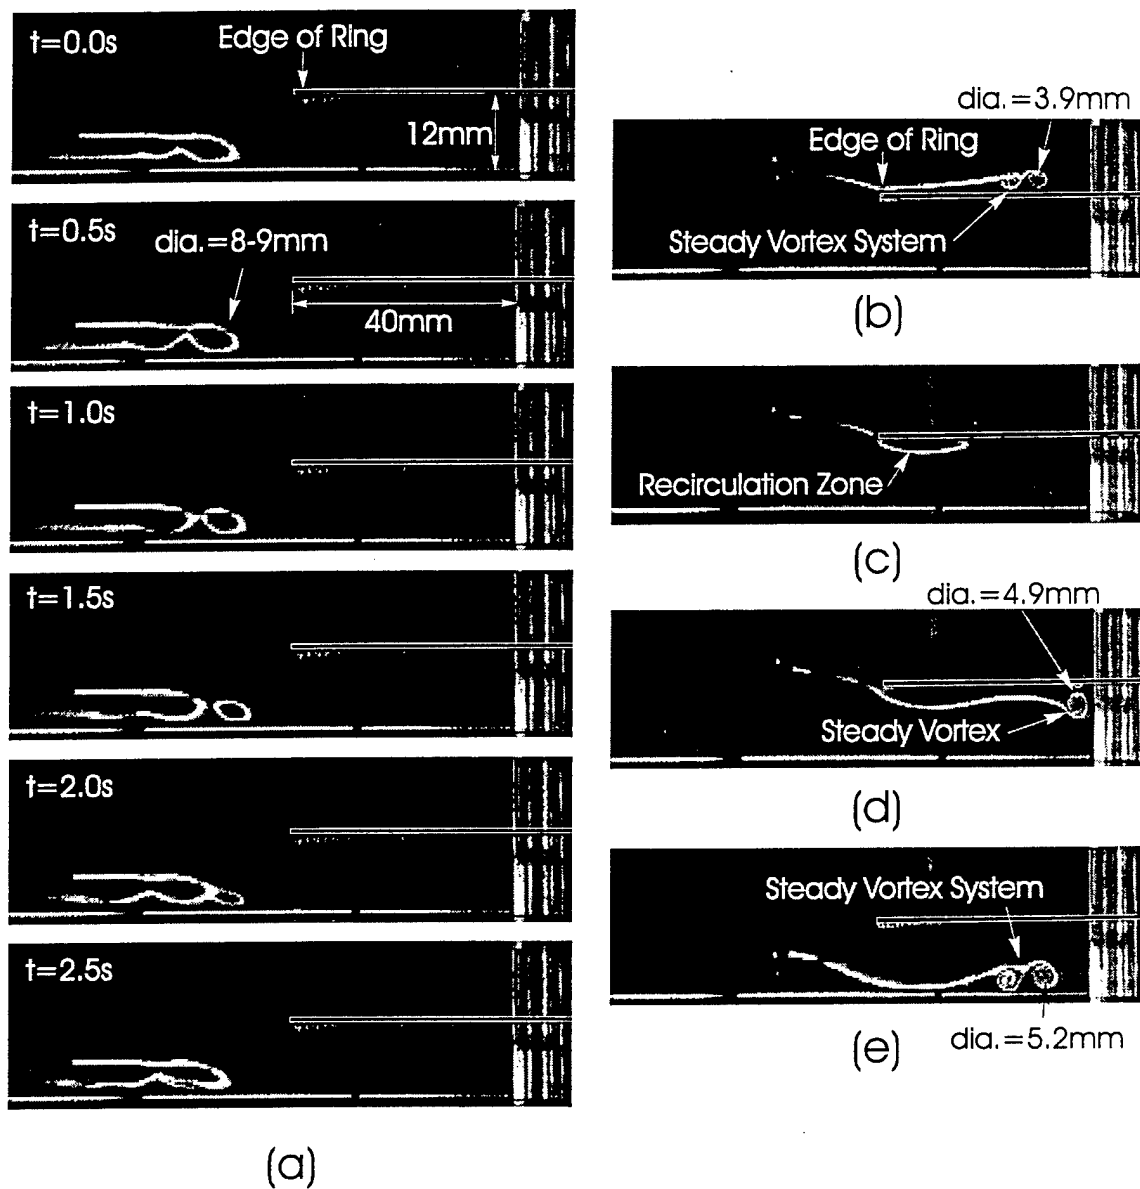 t=0.0s
Edge of Ring
12mm
t=0.5s
dia.=8-9mm
40mm
t=1.0s
t=1.5s
t=2.0s
t=2.5s
(a)
dia.=3.9mm
Edge of Ring
Steady Vortex System
(b)
Recirculation Zone
(c)
dia.=4.9mm
Steady Vortex
(d)
Steady Vortex System
dia.=5.2mm
(e)